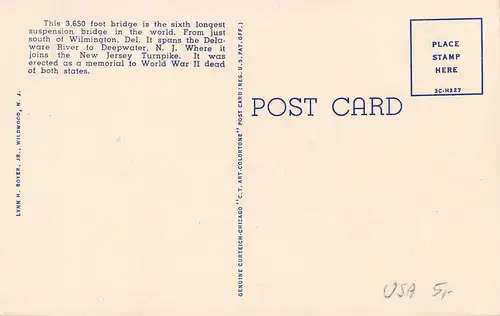 This 3,650 foot bridge is the sixth longest
suspension bridge in the world. From just
south of Wilmington, Del. It spans the Dela-
ware River to Deepwater, N. J. Where it
joins the New Jersey Turnpike. It was
erected as a memorial to World War II dead
of both states.
LYNN H. BOYER, JR., WILDWOOD, N. J.
GENUINE CURTEICH-CHICAGO "C.T. ART-COLORTONE" POST CARD (REG. U.S. PAT. OFF.)
POST CARD
PLACE
STAMP
HERE
3C-H327
USA 5,-